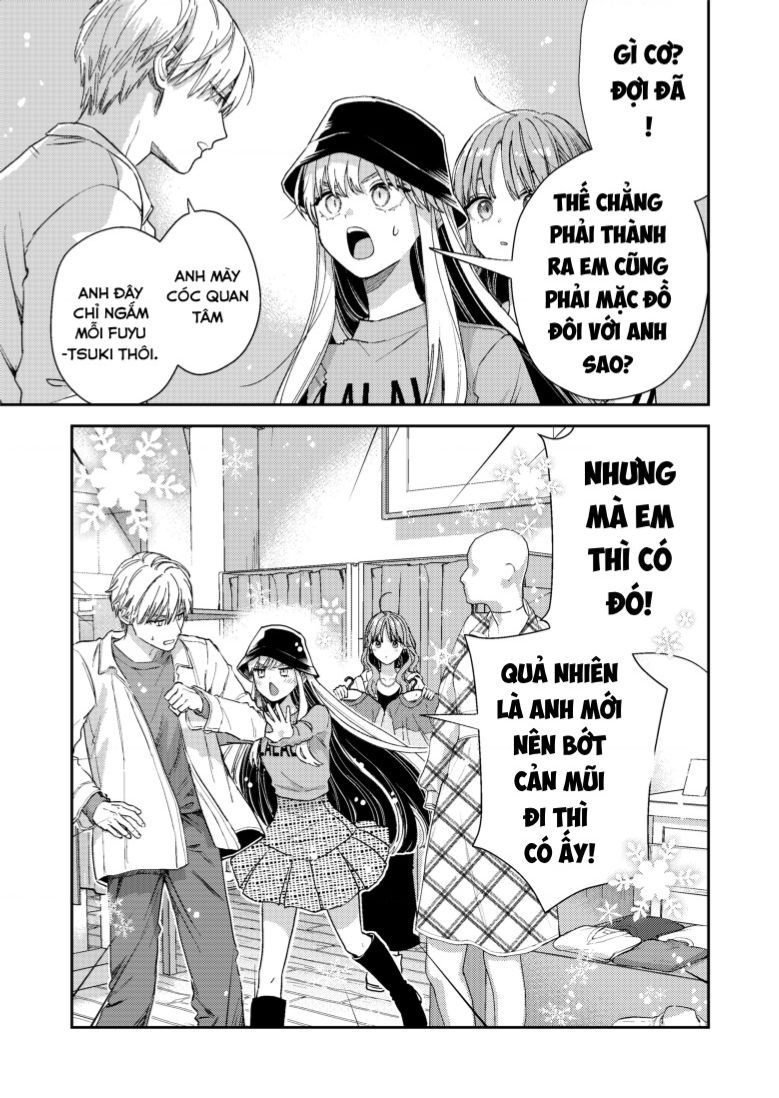 GÌ CƠ?
ĐỢI ĐÃ
!
THẾ CHẲNG
PHẢI THÀNH
RA EM CŨNG
PHẢI MẶC ĐỒ
ĐÔI VỚI ANH
SAO?
ANH MÀY
CÓC QUAN
TÂM
ANH ĐÂY
CHỈ NGẮM
MỖI FUYU
-TSUKI THÔI.
LALALA
NHƯNG
MÀ EM
THÌ CÓ
ĐÓ!
QUẢ NHIÊN
LÀ ANH MỚI
NÊN BỚT
CẢN MŨI
ĐI THÌ
CÓ ẤY!